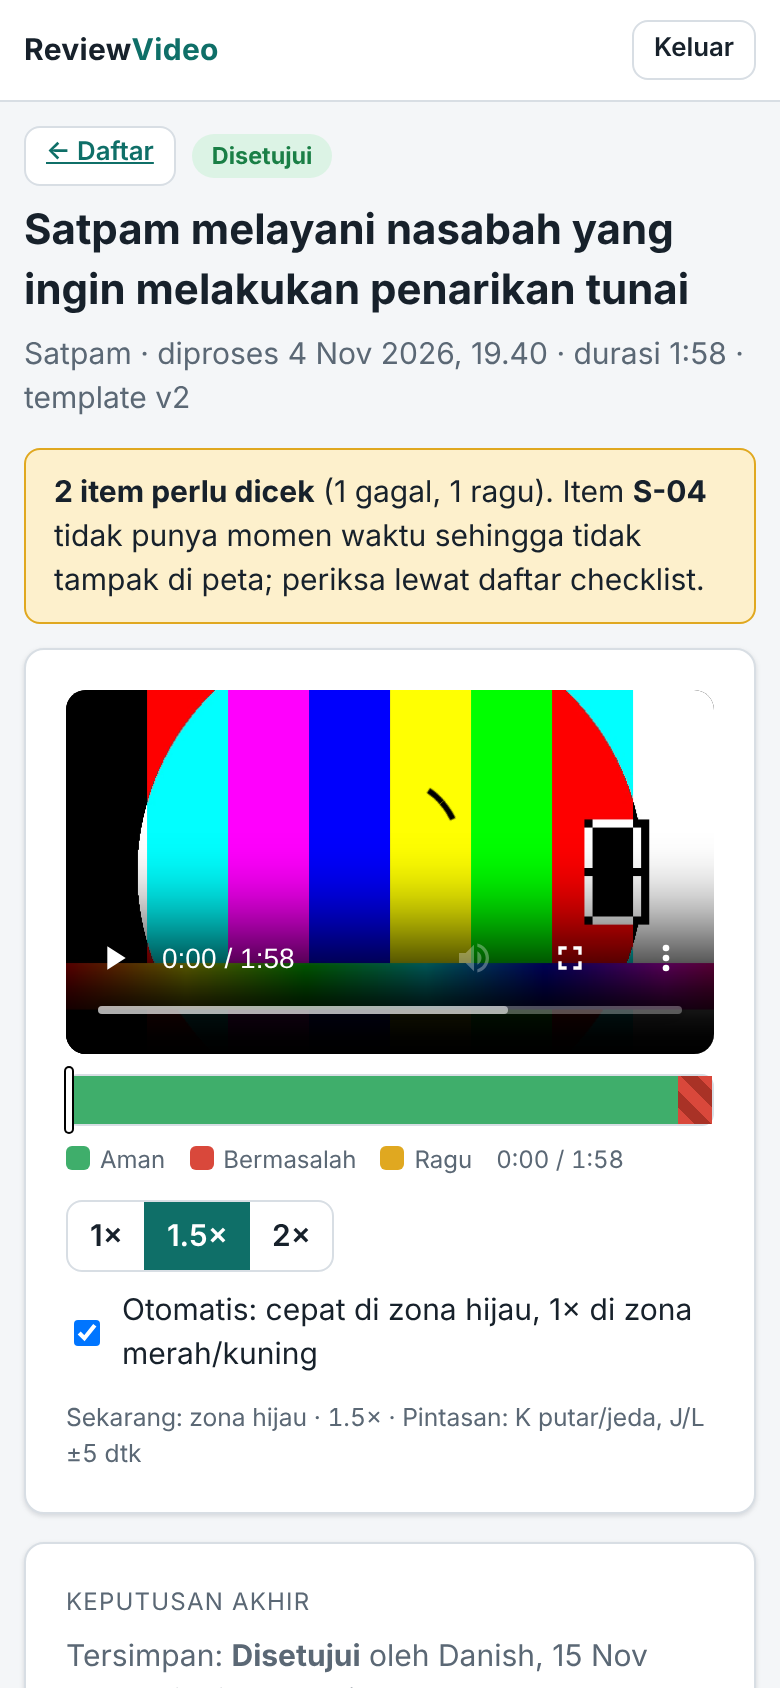 ReviewVideo
Keluar
← Daftar
Disetujui
Satpam melayani nasabah yang
ingin melakukan penarikan tunai
Satpam · diproses 4 Nov 2026, 19.40 · durasi 1:58 ·
template v2
2 item perlu dicek (1 gagal, 1 ragu). Item S-04
tidak punya momen waktu sehingga tidak
tampak di peta; periksa lewat daftar checklist.
0:00 / 1:58
Aman
Bermasalah
Ragu
0:00 / 1:58
1×
1.5×
2×
Otomatis: cepat di zona hijau, 1× di zona
merah/kuning
Sekarang: zona hijau · 1.5× · Pintasan: K putar/jeda, J/L
±5 dtk
KEPUTUSAN AKHIR
Tersimpan: Disetujui oleh Danish, 15 Nov